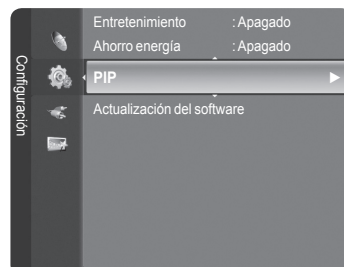 Configuración
Entretenimiento : Apagado
Ahorro energía : Apagado
PIP
Actualización del software